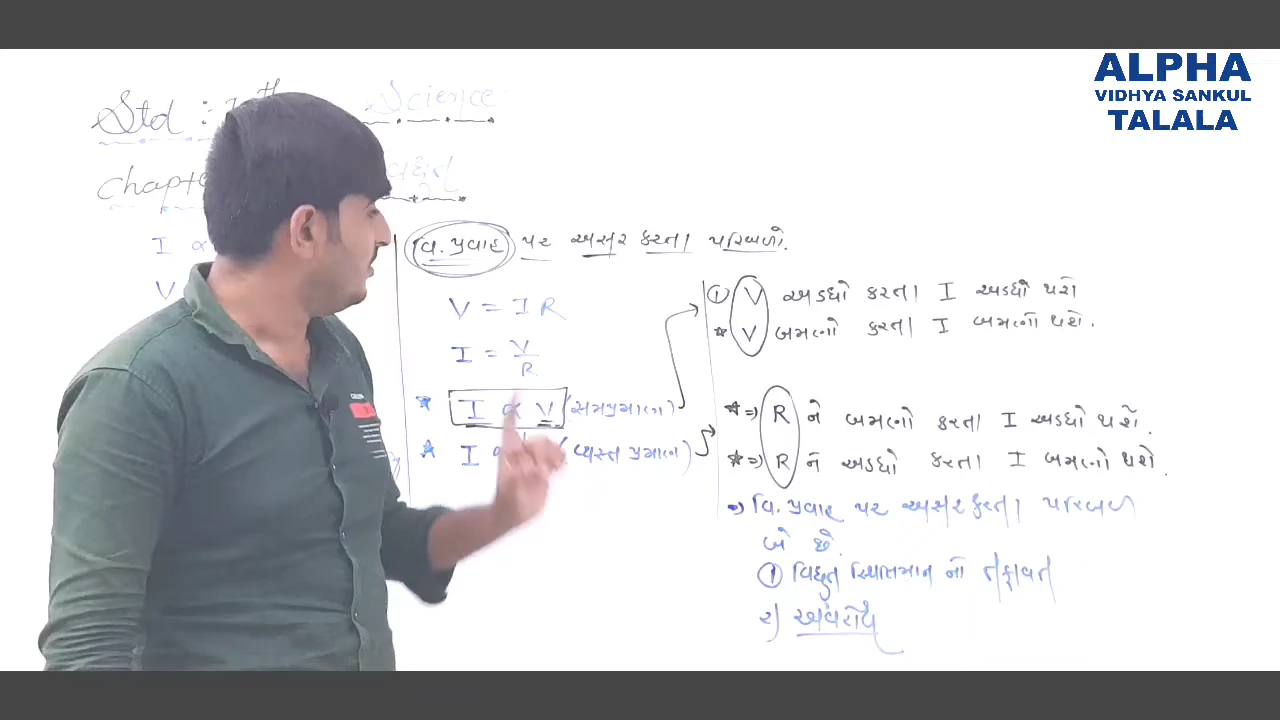 ALPHA
VIDHYA SANKUL
TALALA
Std : 10th Science
Chapte
I ∝
V
વિ. પ્રવાહ પર અસર કરતા પરિબળો.
V = I R
I = V/R
* I ∝ V (સમપ્રમાણ)
* I (વ્યસ્ત પ્રમાણ)
① V અડધો કરતા I અડધો થશે
* V બમણો કરતા I બમણો થશે.
*⇒ R ને બમણો કરતા I અડધો થશે.
*⇒ R ને અડધો કરતા I બમણો થશે.
⇒ વિ. પ્રવાહ પર અસર કરતા પરિબળ
બે છે.
① વિદ્યુત સ્થિતિમાન નો તફાવત
૨) અવરોધ